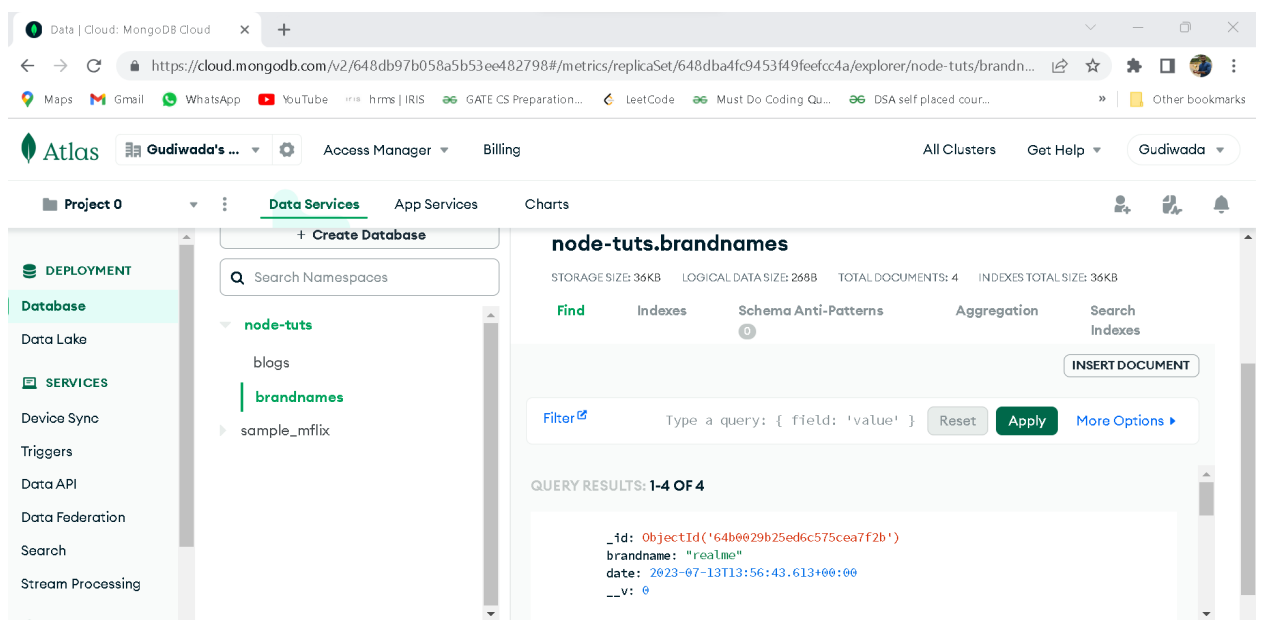 Data | Cloud: MongoDB Cloud
https://cloud.mongodb.com/v2/648db97b058a5b53ee482798#/metrics/replicaSet/648dba4fc9453f49feefcc4a/explorer/node-tuts/brandn...
Maps Gmail WhatsApp YouTube hrms | IRIS GATE CS Preparation... LeetCode Must Do Coding Qu... DSA self placed cour... » Other bookmarks
Atlas Gudiwada's ... Access Manager Billing All Clusters Get Help Gudiwada
Project 0 Data Services App Services Charts
+ Create Database
Search Namespaces
node-tuts
blogs
brandnames
sample_mflix
DEPLOYMENT
Database
Data Lake
SERVICES
Device Sync
Triggers
Data API
Data Federation
Search
Stream Processing
node-tuts.brandnames
STORAGE SIZE: 36KB LOGICAL DATA SIZE: 268B TOTAL DOCUMENTS: 4 INDEXES TOTAL SIZE: 36KB
Find Indexes Schema Anti-Patterns 0 Aggregation Search Indexes
INSERT DOCUMENT
Filter Type a query: { field: 'value' } Reset Apply More Options
QUERY RESULTS: 1-4 OF 4
_id: ObjectId('64b0029b25ed6c575cea7f2b')
brandname: "realme"
date: 2023-07-13T13:56:43.613+00:00
__v: 0